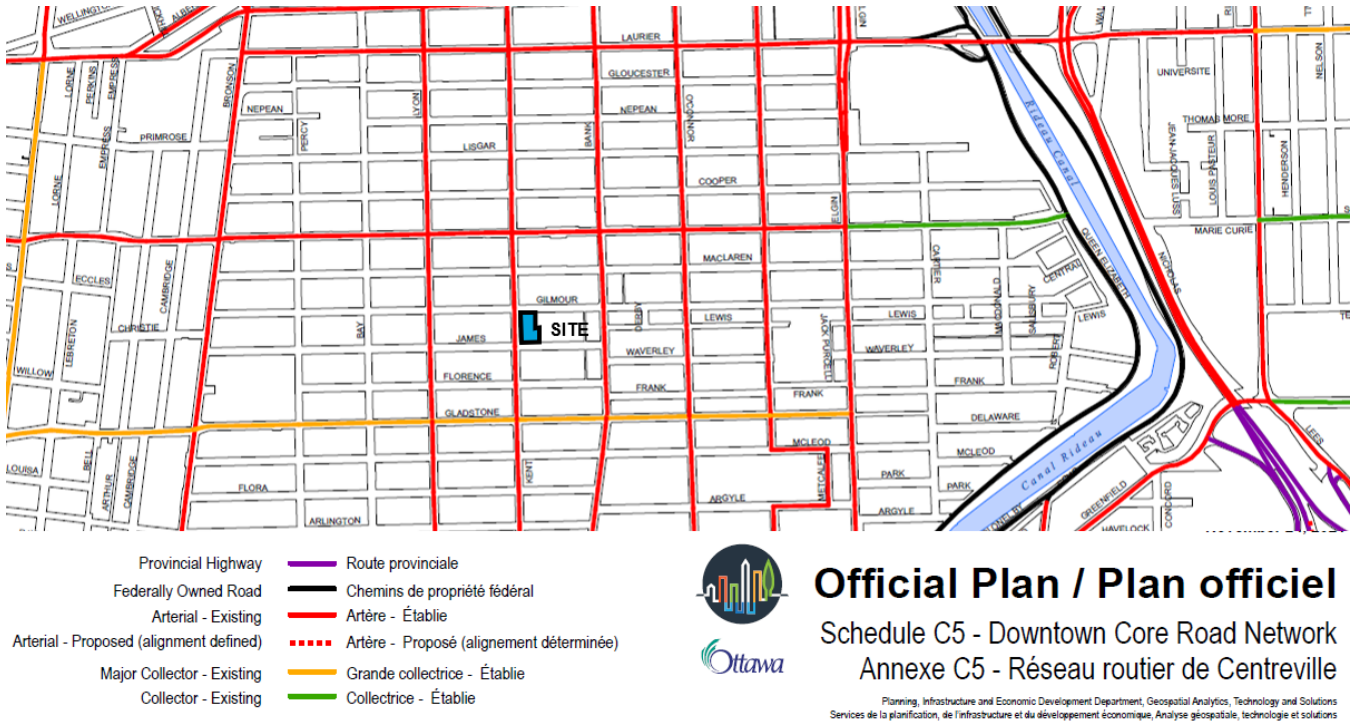 WELLINGTON
ALBERT
ELGIN
LAURIER
GLOUCESTER
UNIVERSITE
NELSON
LORNE
PERKINS
EMPRESS
BRONSON
NEPEAN
LYON
BANK
NEPEAN
O'CONNOR
Rideau Canal
THOMAS MORE
PRIMROSE
PERCY
LISGAR
EMPRESS
COOPER
JEAN-JACQUES LUSS
LOUIS PASTEUR
HENDERSON
LORNE
ELGIN
MARIE CURIE
MACLAREN
CARTIER
QUEEN ELIZABETH
NICHOLAS
ECCLES
CAMBRIDGE
CENTRAL
GILMOUR
MACDONALD
SALISBURY
LEBRETON
CHRISTIE
BAY
JAMES
SITE
DERBY
LEWIS
JACK PURCELL
LEWIS
LEWIS
WAVERLEY
WAVERLEY
ROBERT
WILLOW
FLORENCE
FRANK
FRANK
FRANK
GLADSTONE
DELAWARE
MCLEOD
MCLEOD
LEES
Canal Rideau
LOUISA
BELL
ARTHUR
CAMBRIDGE
FLORA
KENT
METCALFE
PARK
PARK
ARGYLE
ARGYLE
GREENFIELD
CONCORD
ARLINGTON
HAVELOCK
Provincial Highway Route provinciale
Federally Owned Road Chemins de propriété fédéral
Arterial - Existing Artère - Établie
Arterial - Proposed (alignment defined) Artère - Proposé (alignement déterminée)
Major Collector - Existing Grande collectrice - Établie
Collector - Existing Collectrice - Établie
Ottawa
Official Plan / Plan officiel
Schedule C5 - Downtown Core Road Network
Annexe C5 - Réseau routier de Centreville
Planning, Infrastructure and Economic Development Department, Geospatial Analytics, Technology and Solutions
Services de la planification, de l'infrastructure et du développement économique, Analyse géospatiale, technologie et solutions